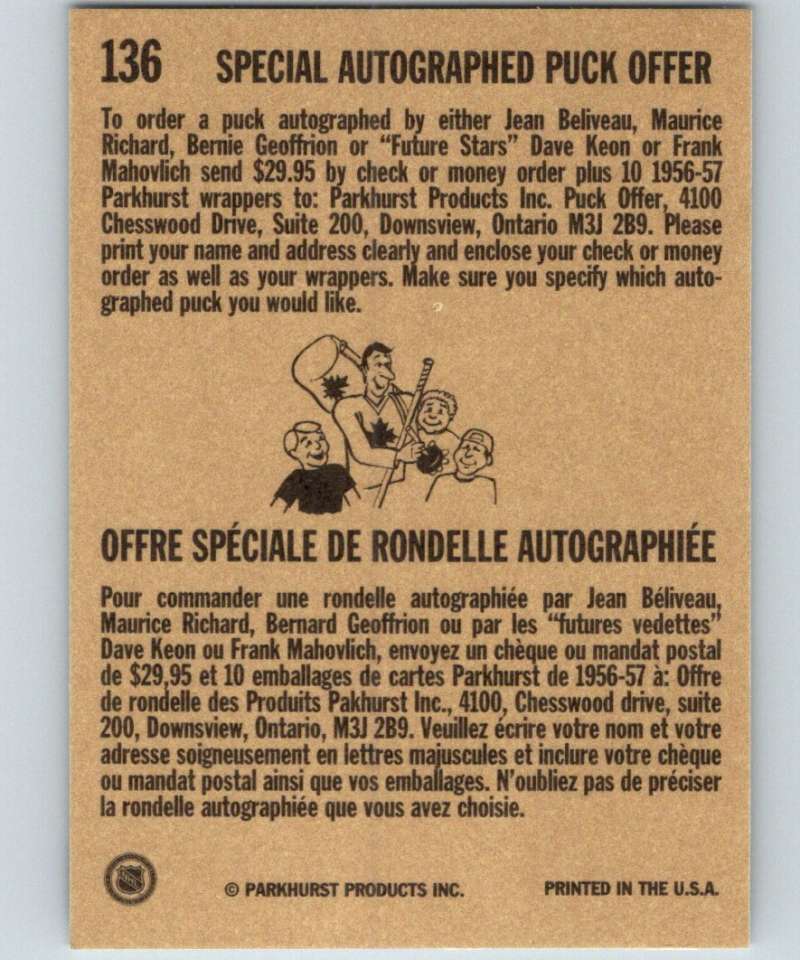 136 SPECIAL AUTOGRAPHED PUCK OFFER
To order a puck autographed by either Jean Beliveau, Maurice
Richard, Bernie Geoffrion or “Future Stars” Dave Keon or Frank
Mahovlich send $29.95 by check or money order plus 10 1956-57
Parkhurst wrappers to: Parkhurst Products Inc. Puck Offer, 4100
Chesswood Drive, Suite 200, Downsview, Ontario M3J 2B9. Please
print your name and address clearly and enclose your check or money
order as well as your wrappers. Make sure you specify which auto-
graphed puck you would like.
OFFRE SPÉCIALE DE RONDELLE AUTOGRAPHIÉE
Pour commander une rondelle autographiée par Jean Béliveau,
Maurice Richard, Bernard Geoffrion ou par les “futures vedettes”
Dave Keon ou Frank Mahovlich, envoyez un chèque ou mandat postal
de $29,95 et 10 emballages de cartes Parkhurst de 1956-57 à: Offre
de rondelle des Produits Pakhurst Inc., 4100, Chesswood drive, suite
200, Downsview, Ontario, M3J 2B9. Veuillez écrire votre nom et votre
adresse soigneusement en lettres majuscules et inclure votre chèque
ou mandat postal ainsi que vos emballages. N’oubliez pas de préciser
la rondelle autographiée que vous avez choisie.
© PARKHURST PRODUCTS INC. PRINTED IN THE U.S.A.